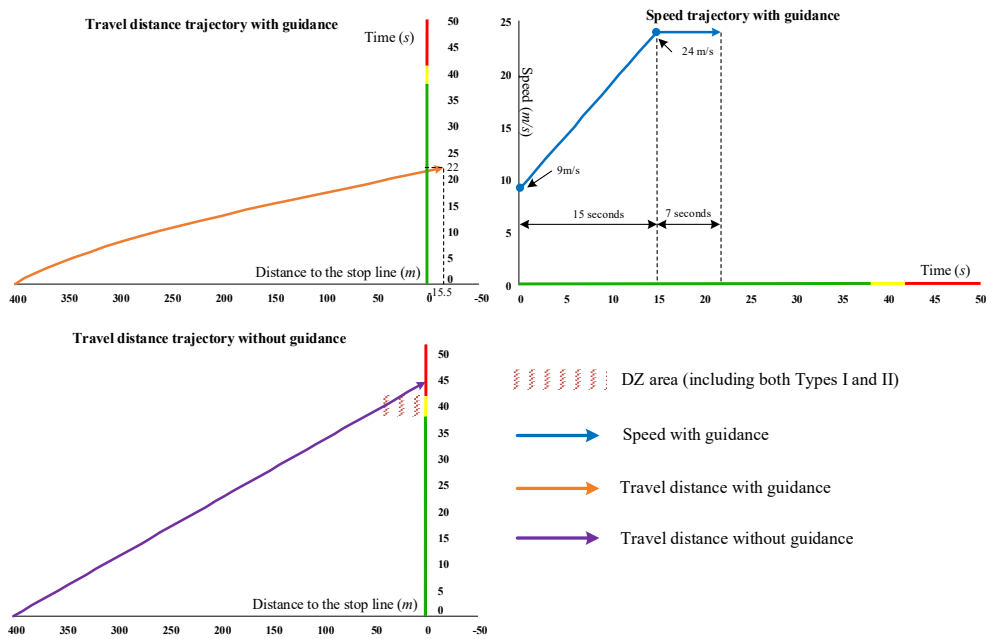 Travel distance trajectory with guidance
Time (s)
50
45
40
35
30
25
22
20
15
10
5
0
Distance to the stop line (m)
400 350 300 250 200 150 100 50 0 15.5 -50
Speed trajectory with guidance
25
20
15
10
5
0
Speed (m/s)
24 m/s
9m/s
15 seconds
7 seconds
Time (s)
0 5 10 15 20 25 30 35 40 45 50
Travel distance trajectory without guidance
50
45
40
35
30
25
20
15
10
5
0
Distance to the stop line (m)
400 350 300 250 200 150 100 50 0 -50
DZ area (including both Types I and II)
Speed with guidance
Travel distance with guidance
Travel distance without guidance